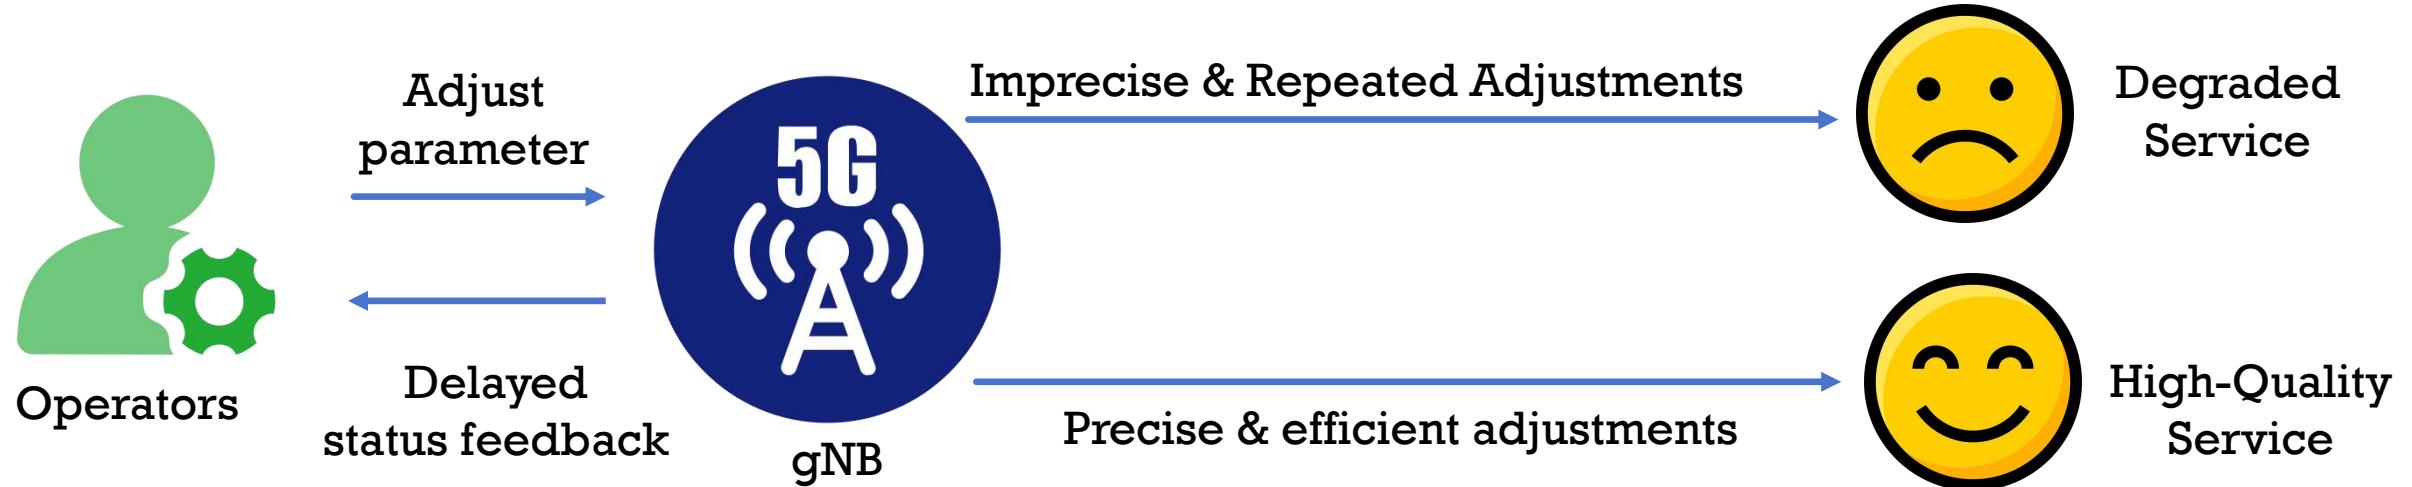 Adjust
parameter
Operators
Delayed
status feedback
5G
gNB
Imprecise & Repeated Adjustments
Precise & efficient adjustments
Degraded
Service
High-Quality
Service